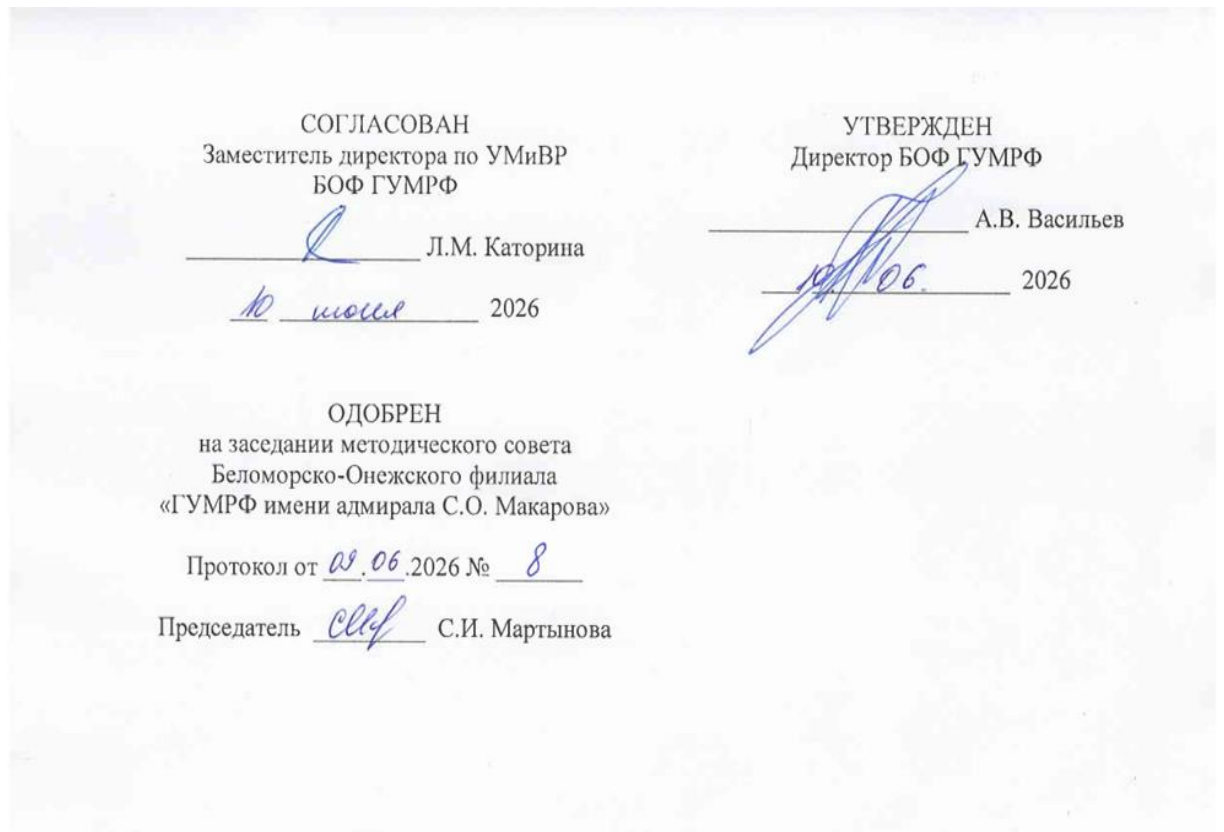 СОГЛАСОВАН
Заместитель директора по УМиВР
БОФ ГУМРФ
Л.М. Каторина
10 июня 2026
УТВЕРЖДЕН
Директор БОФ ГУМРФ
А.В. Васильев
10. 06. 2026
ОДОБРЕН
на заседании методического совета
Беломорско-Онежского филиала
«ГУМРФ имени адмирала С.О. Макарова»
Протокол от 09.06.2026 № 8
Председатель С.И. Мартынова